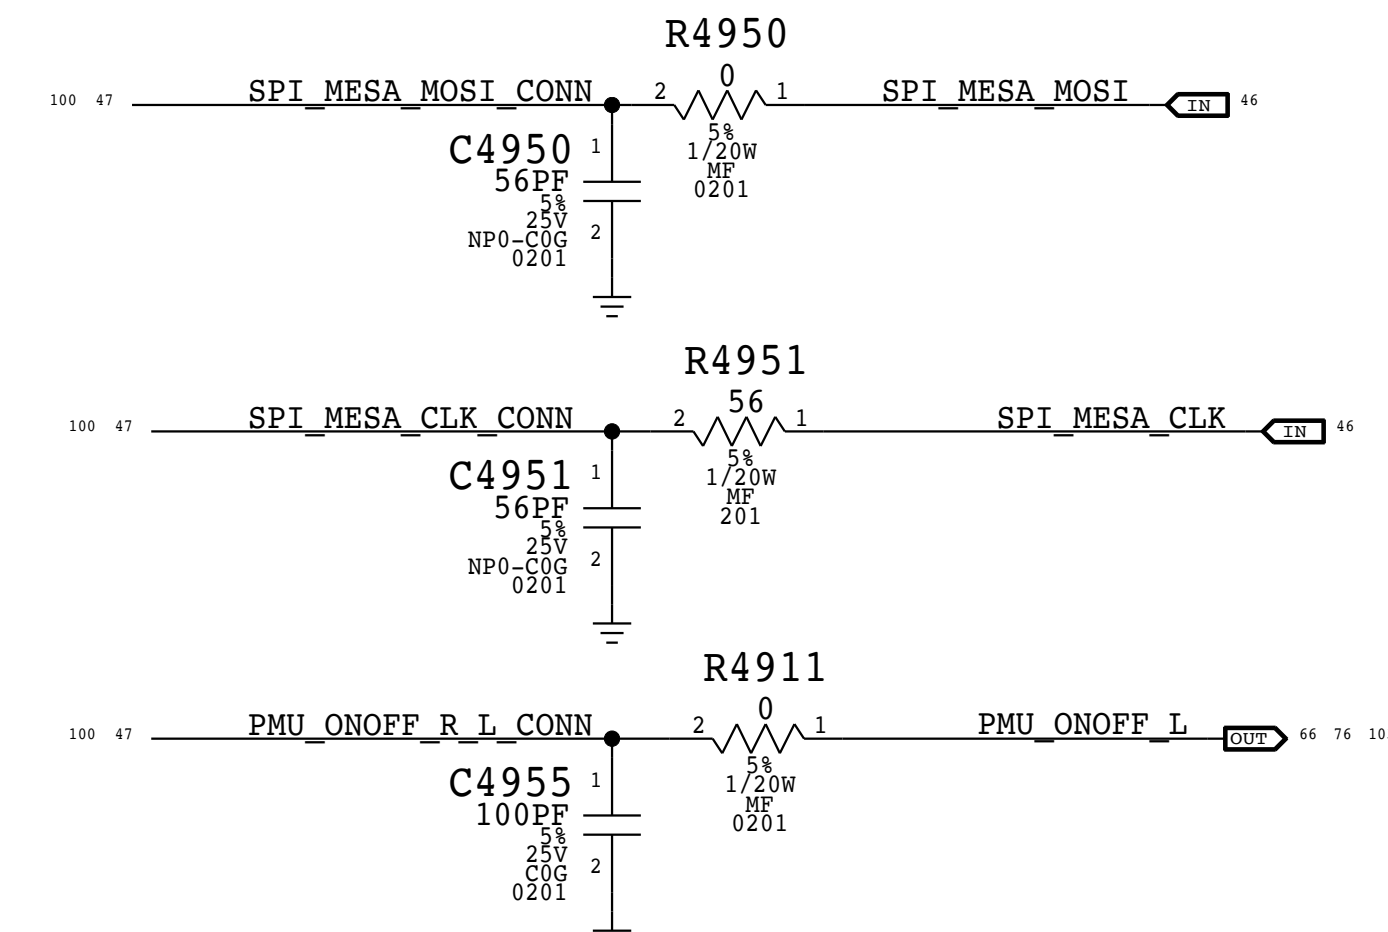 R4950
0
100 47 SPI_MESA_MOSI_CONN 2 1 SPI_MESA_MOSI IN 46
5%
1/20W
MF
0201
C4950 1
56PF
5%
25V
NP0-C0G 2
0201
R4951
56
100 47 SPI_MESA_CLK_CONN 2 1 SPI_MESA_CLK IN 46
5%
1/20W
MF
201
C4951 1
56PF
5%
25V
NP0-C0G 2
0201
R4911
0
100 47 PMU_ONOFF_R_L_CONN 2 1 PMU_ONOFF_L OUT 66 76
5%
1/20W
MF
0201
C4955 1
100PF
5%
25V
C0G 2
0201